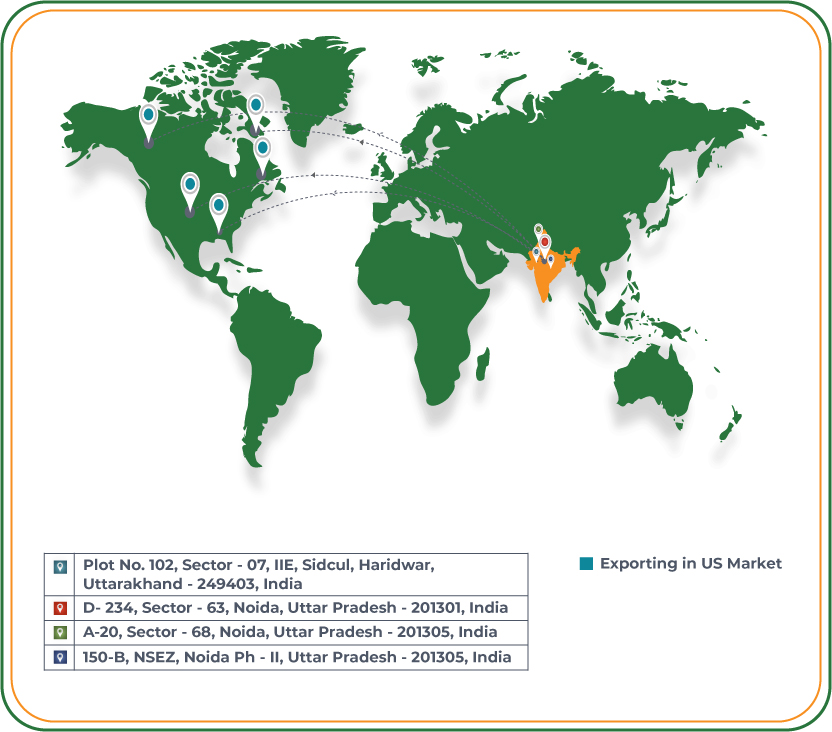 Plot No. 102, Sector - 07, IIE, Sidcul, Haridwar,
Uttarakhand - 249403, India
Exporting in US Market
D- 234, Sector - 63, Noida, Uttar Pradesh - 201301, India
A-20, Sector - 68, Noida, Uttar Pradesh - 201305, India
150-B, NSEZ, Noida Ph - II, Uttar Pradesh - 201305, India